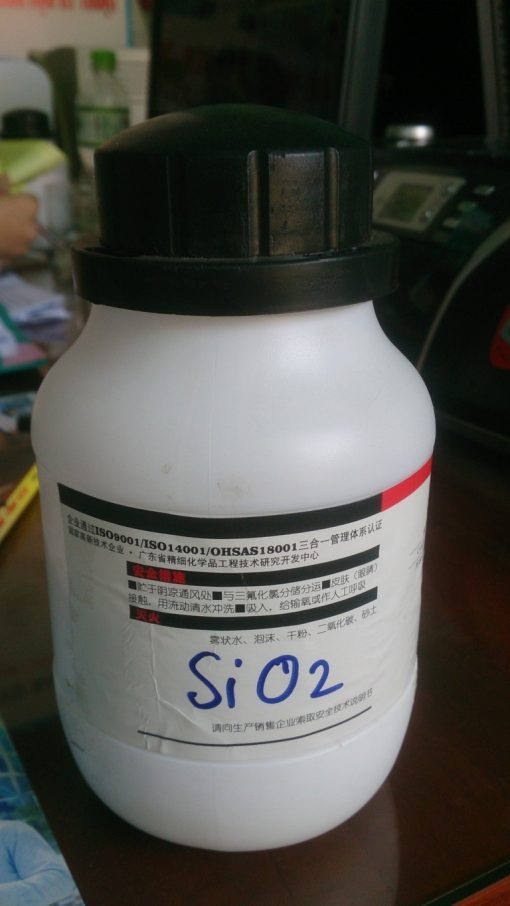 企业通过ISO9001/ISO14001/OHSAS18001三合一管理体系认证
国家高新技术企业·广东省精细化学品工程技术研究开发中心
安全措施
■贮于阴凉通风处■与三氟化氯分储分运■皮肤(眼睛)
接触,用流动清水冲洗■吸入,给输氧或作人工呼吸
灭火
雾状水、泡沫、干粉、二氧化碳、砂土
SiO2
请向生产销售企业索取安全技术说明书